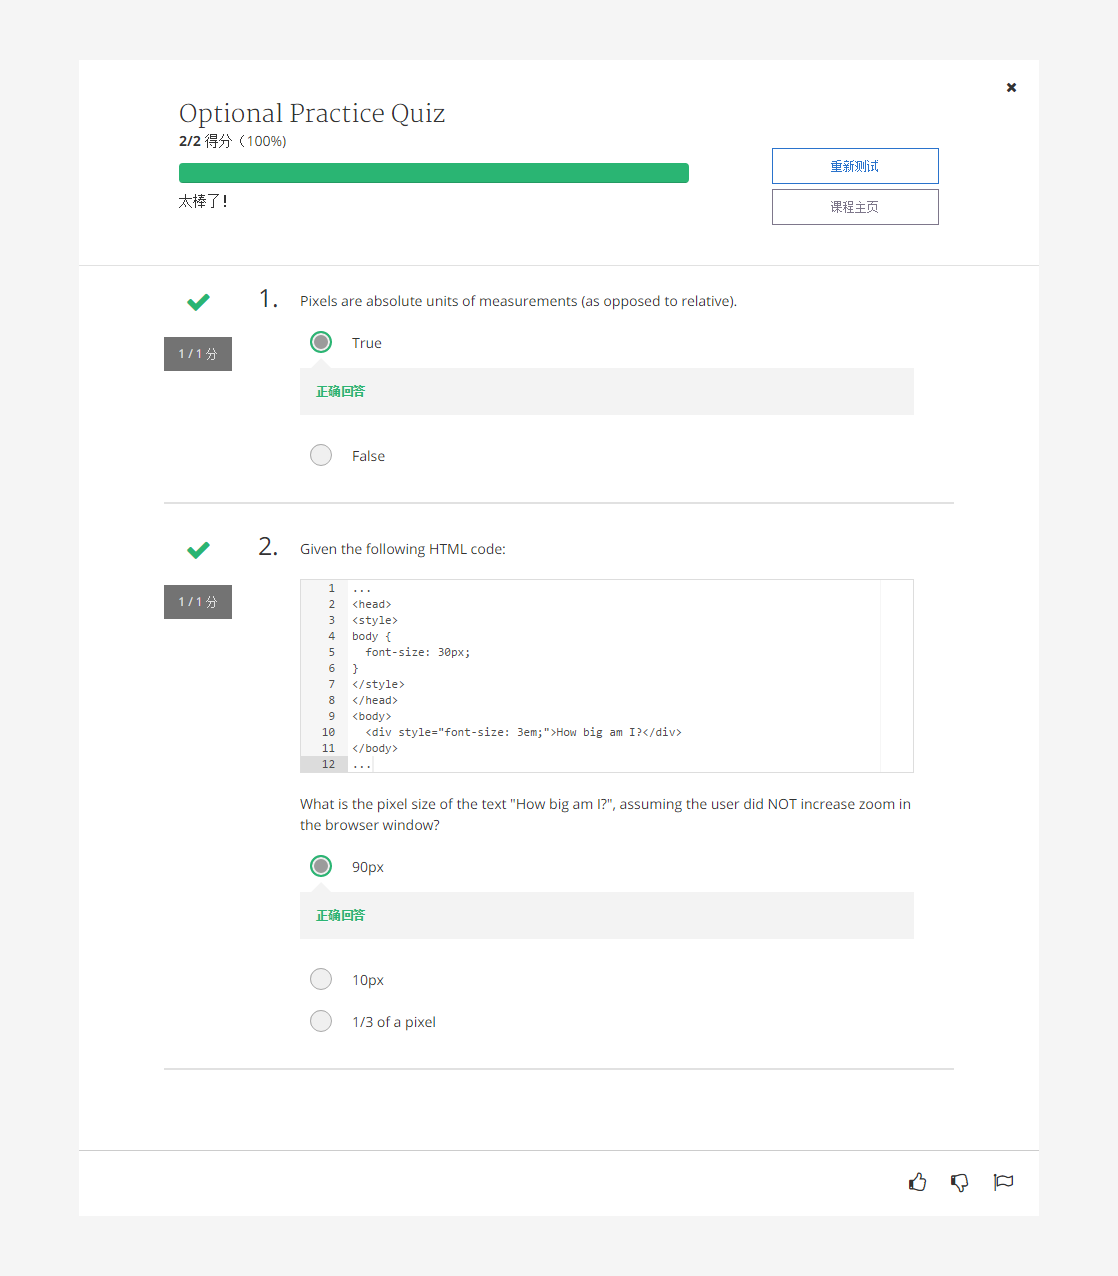 Optional Practice Quiz
2/2 得分（100%)
太棒了！
重新测试
课程主页
1 / 1 分
1. Pixels are absolute units of measurements (as opposed to relative).
True
正确回答
False
1 / 1 分
2. Given the following HTML code:
1 ...
2 <head>
3 <style>
4 body {
5 font-size: 30px;
6 }
7 </style>
8 </head>
9 <body>
10 <div style="font-size: 3em;">How big am I?</div>
11 </body>
12 ...
What is the pixel size of the text "How big am I?", assuming the user did NOT increase zoom in
the browser window?
90px
正确回答
10px
1/3 of a pixel